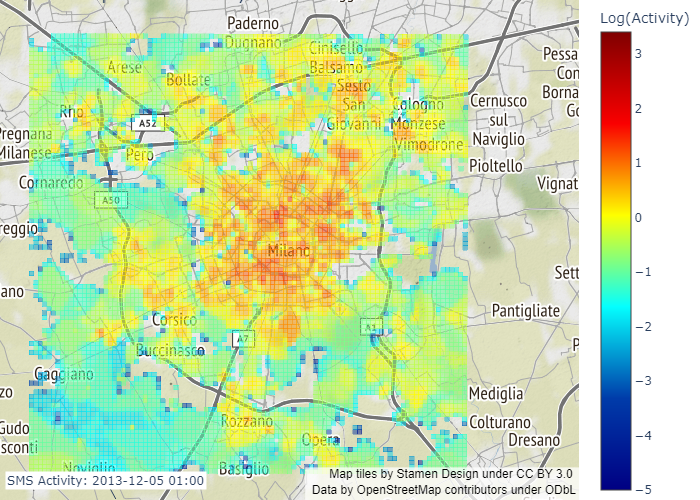 Log(Activity)
Paderno
Dugnano
Cinisello
Balsamo
Arese
Bollate
Sesto
San
Giovanni
Rho
A52
Cologno
Monzese
Vimodrone
Cernusco
sul
Naviglio
Pessa
Con
Borna
Go
Pregnana
Milanese
Pero
Pioltello
Cornaredo
A50
Vignat
reggio
Milano
Sett
ano
Pantigliate
Corsico
A7
A1
Buccinasco
P
Gaggiano
Mediglia
zo
Rozzano
Colturano
Dresano
Gudo
sconti
Opera
Noviglio
Basiglio
3
2
1
0
−1
−2
−3
−4
−5
SMS Activity: 2013-12-05 01:00
Map tiles by Stamen Design under CC BY 3.0
Data by OpenStreetMap contributors under ODbL